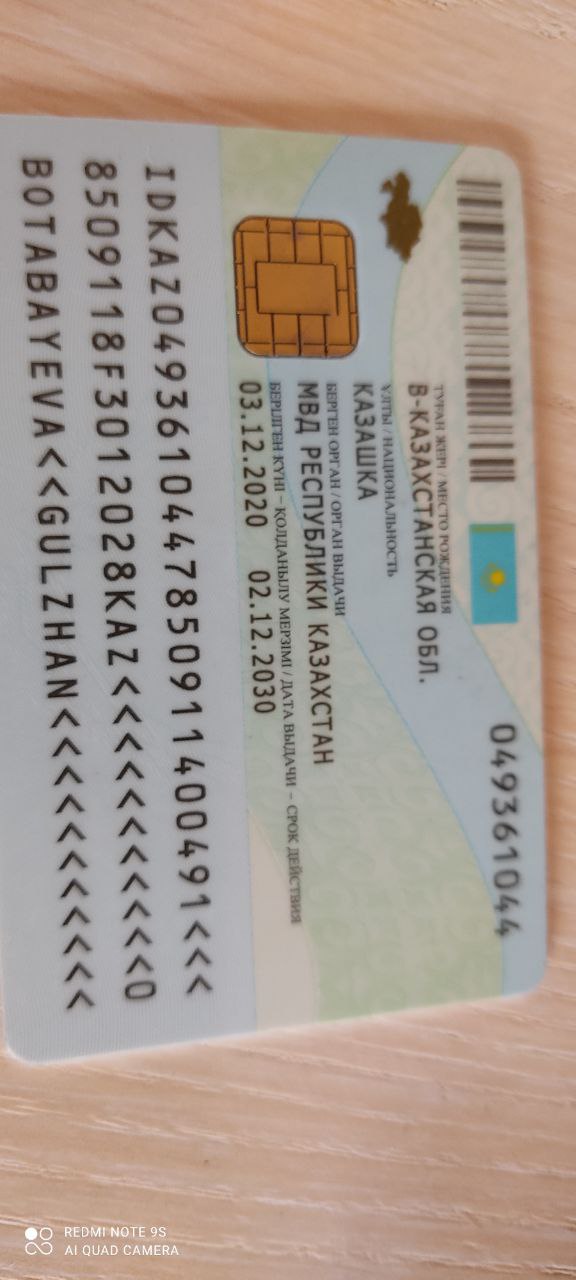 049361044
ТУҒАН ЖЕРІ / МЕСТО РОЖДЕНИЯ
В-КАЗАХСТАНСКАЯ ОБЛ.
ҰЛТЫ / НАЦИОНАЛЬНОСТЬ
КАЗАШКА
БЕРГЕН ОРГАН / ОРГАН ВЫДАЧИ
МВД РЕСПУБЛИКИ КАЗАХСТАН
БЕРІЛГЕН КҮНІ – ҚОЛДАНЫЛУ МЕРЗІМІ / ДАТА ВЫДАЧИ – СРОК ДЕЙСТВИЯ
03.12.2020 02.12.2030
IDKAZ0493610447850911400491<<<
8509118F3012028KAZ<<<<<<<<<<<0
BOTABAYEVA<<GULZHAN<<<<<<<<<<<
REDMI NOTE 9S
AI QUAD CAMERA